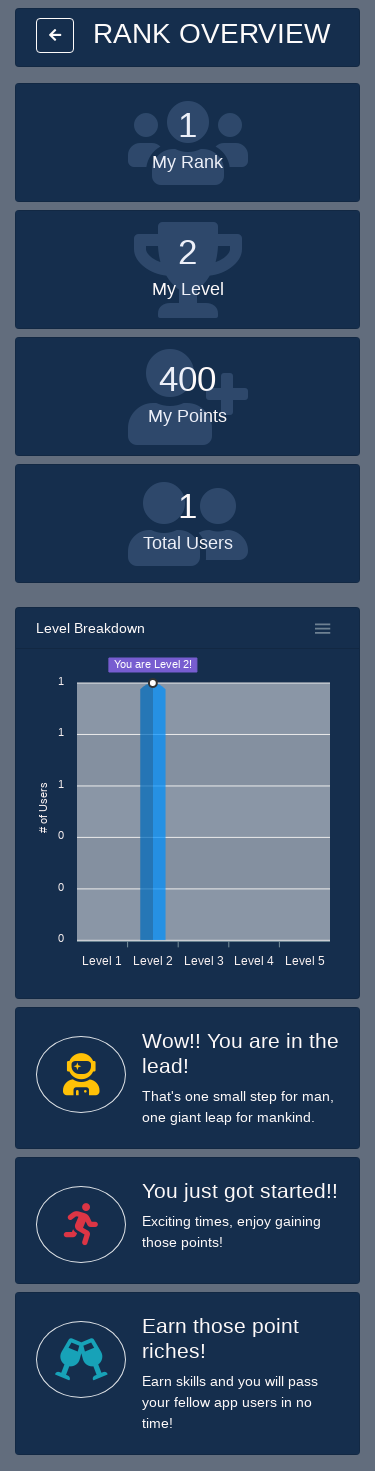 RANK OVERVIEW
1
My Rank
2
My Level
400
My Points
1
Total Users
Level Breakdown
You are Level 2!
1
1
1
0
0
0
# of Users
Level 1 Level 2 Level 3 Level 4 Level 5
Wow!! You are in the
lead!
That's one small step for man,
one giant leap for mankind.
You just got started!!
Exciting times, enjoy gaining
those points!
Earn those point
riches!
Earn skills and you will pass
your fellow app users in no
time!